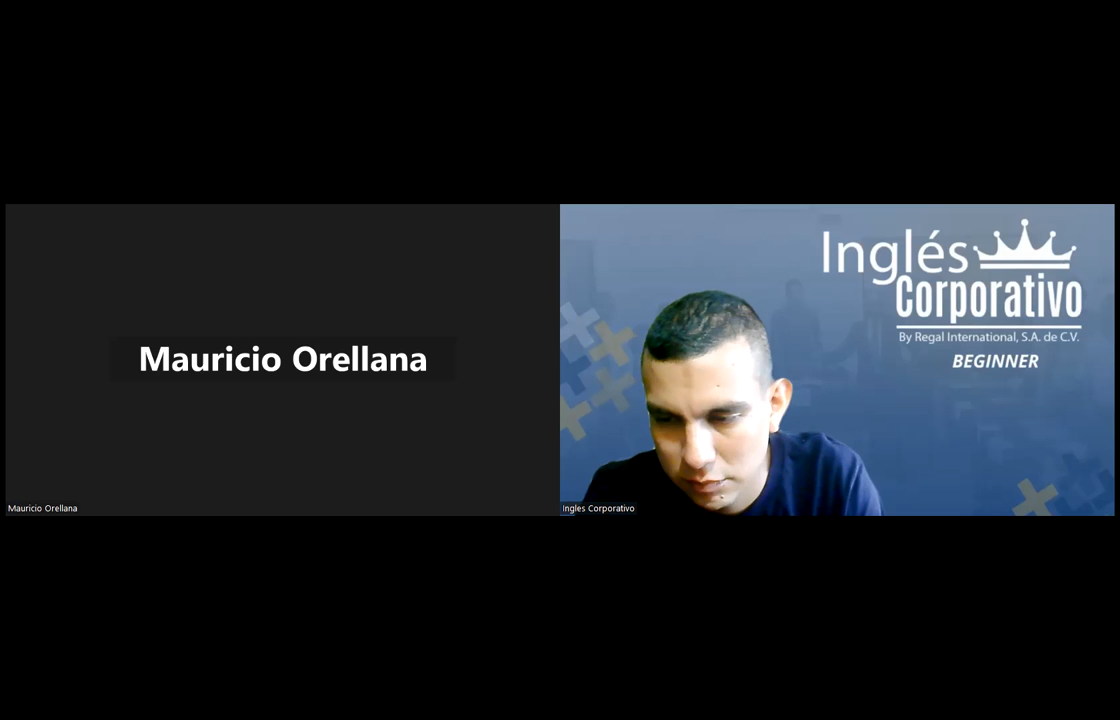 Mauricio Orellana
Mauricio Orellana
Inglés
Corporativo
By Regal International, S.A. de C.V.
BEGINNER
Ingles Corporativo